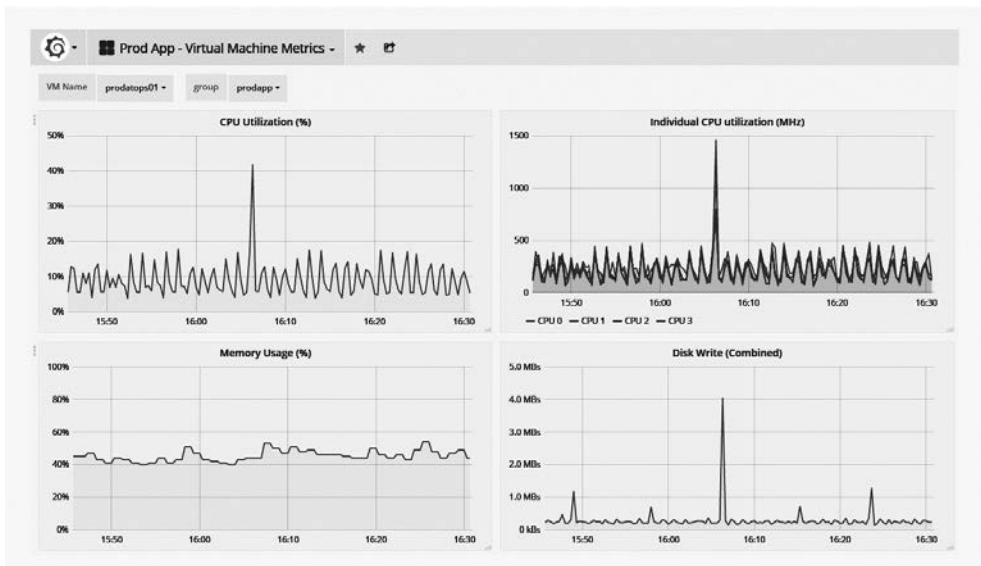 Prod App - Virtual Machine Metrics
VM Name prodatops01 group prodapp
CPU Utilization (%)
50%
40%
30%
20%
10%
0%
15:50 16:00 16:10 16:20 16:30
Individual CPU utilization (MHz)
1500
1000
500
0
15:50 16:00 16:10 16:20 16:30
CPU 0 CPU 1 CPU 2 CPU 3
Memory Usage (%)
100%
80%
60%
40%
20%
0%
15:50 16:00 16:10 16:20 16:30
Disk Write (Combined)
5.0 MBs
4.0 MBs
3.0 MBs
2.0 MBs
1.0 MBs
0 kBs
15:50 16:00 16:10 16:20 16:30